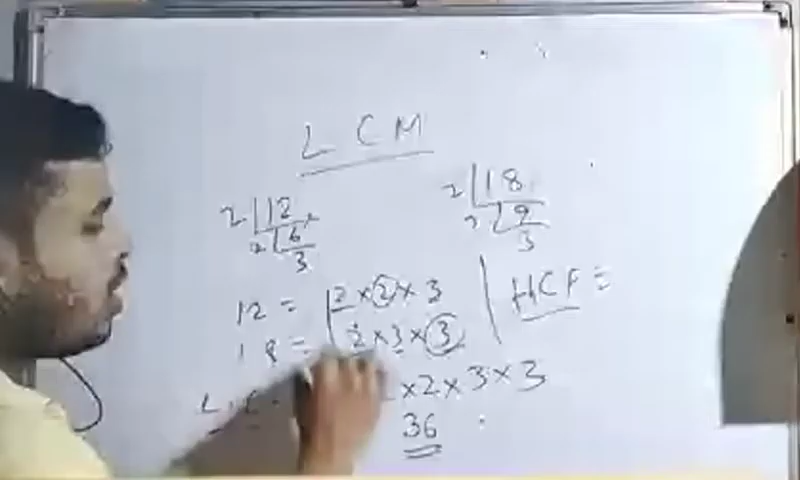 LCM
2 | 12
2 | 6
3
2 | 18
3 | 9
3
12 = 2 × 2 × 3
18 = 2 × 3 × 3
HCF =
L.C. 2 × 2 × 3 × 3
36